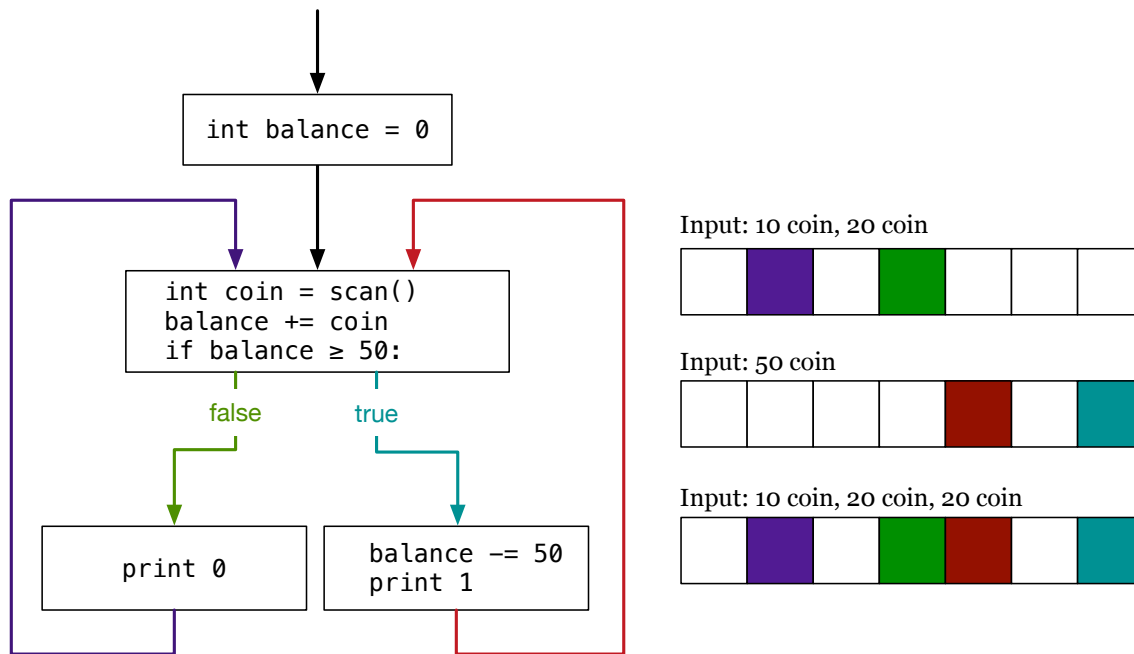 int balance = 0
int coin = scan()
balance += coin
if balance ≥ 50:
false
true
print 0
balance −= 50
print 1
Input: 10 coin, 20 coin
Input: 50 coin
Input: 10 coin, 20 coin, 20 coin